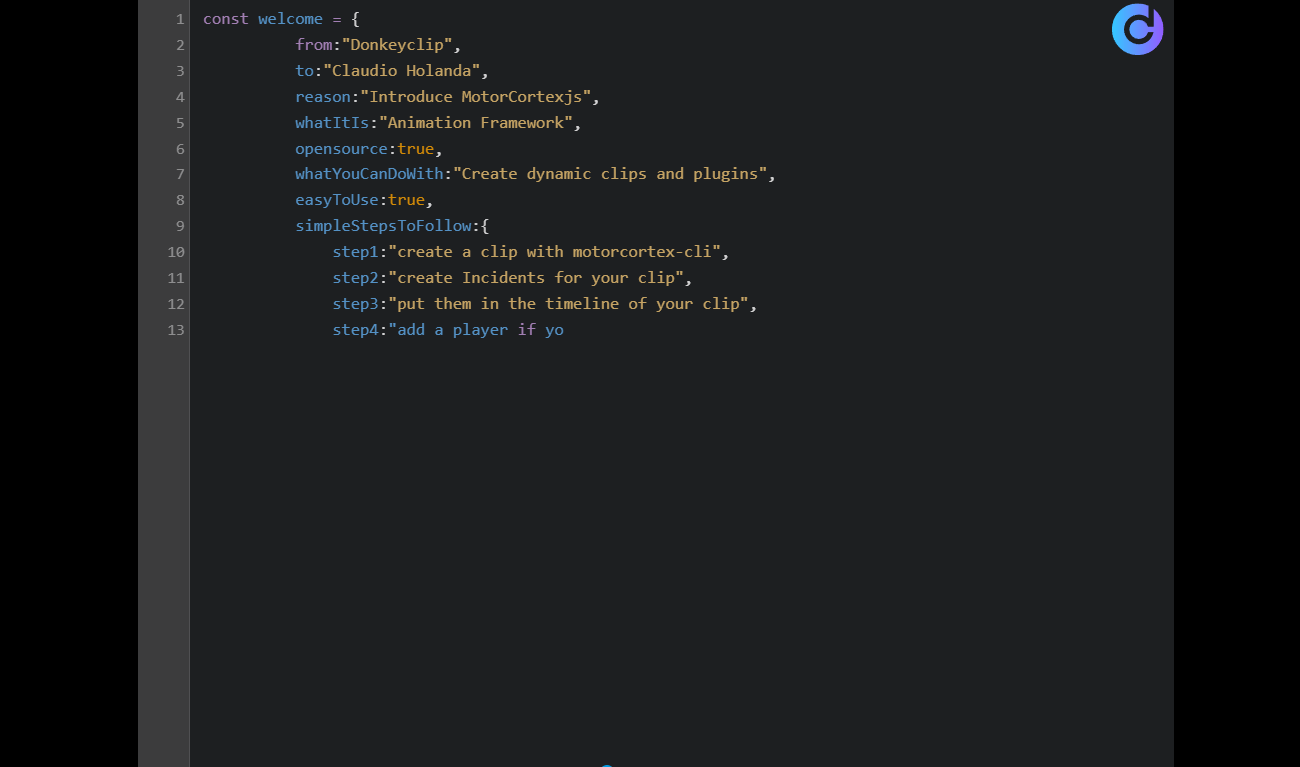 1 const welcome = {
2 from:"Donkeyclip",
3 to:"Claudio Holanda",
4 reason:"Introduce MotorCortexjs",
5 whatItIs:"Animation Framework",
6 opensource:true,
7 whatYouCanDoWith:"Create dynamic clips and plugins",
8 easyToUse:true,
9 simpleStepsToFollow:{
10 step1:"create a clip with motorcortex-cli",
11 step2:"create Incidents for your clip",
12 step3:"put them in the timeline of your clip",
13 step4:"add a player if yo